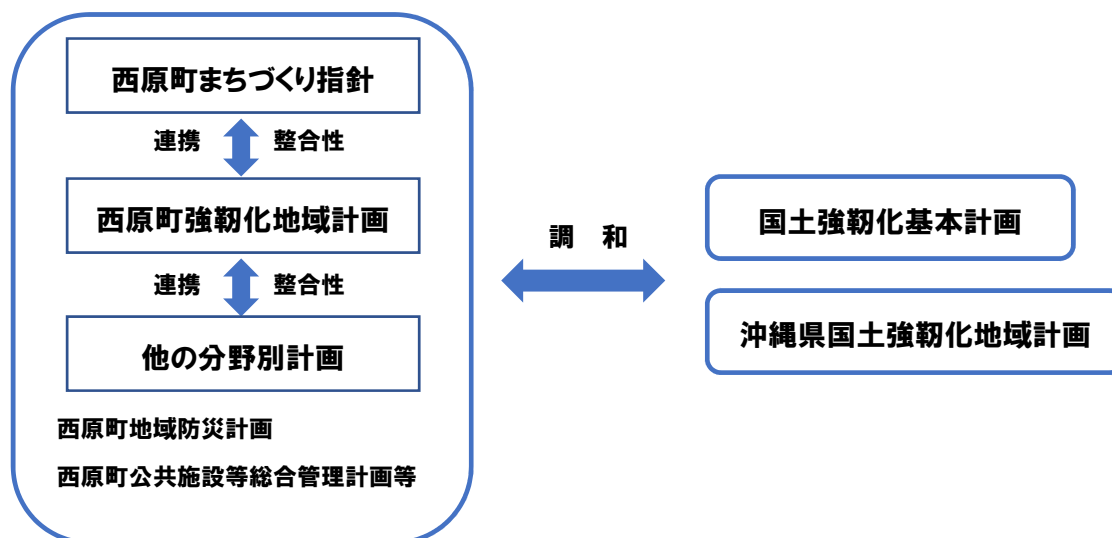 西原町まちづくり指針
連携 整合性
西原町強靭化地域計画
連携 整合性
他の分野別計画
西原町地域防災計画
西原町公共施設等総合管理計画等
調 和
国土強靭化基本計画
沖縄県国土強靭化地域計画